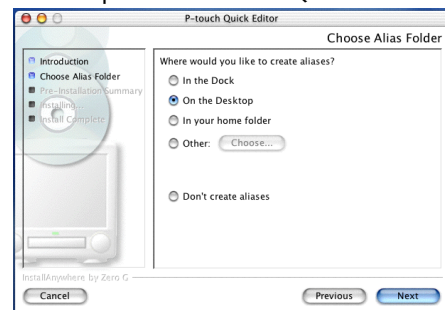 P-touch Quick Editor
Choose Alias Folder
Introduction
Choose Alias Folder
Pre-Installation Summary
Installing...
Install Complete
Where would you like to create aliases?
In the Dock
On the Desktop
In your home folder
Other: Choose...
Don't create aliases
InstallAnywhere by Zero G
Cancel Previous Next